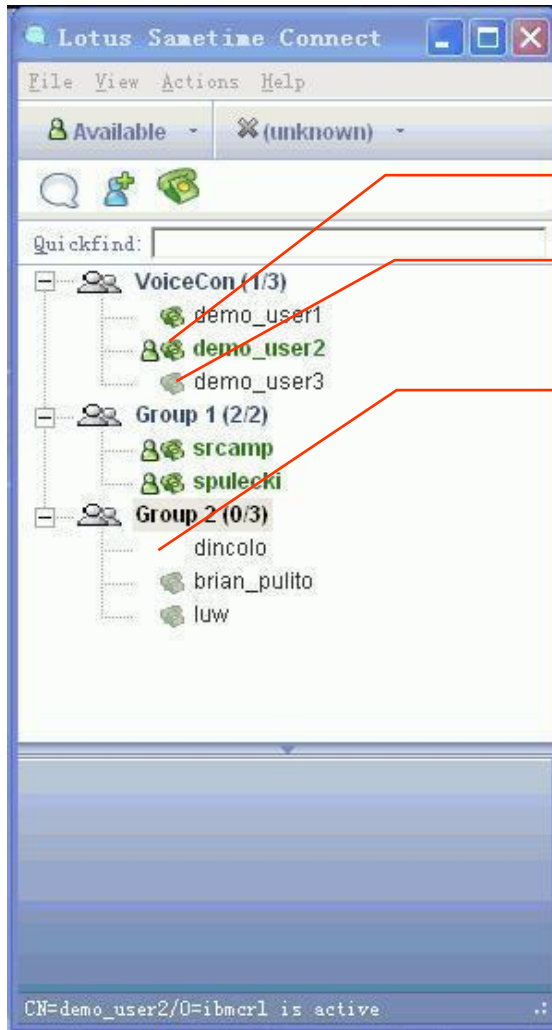 Lotus Sametime Connect
File View Actions Help
Available (unknown)
Quickfind:
VoiceCon (1/3)
demo_user1
demo_user2
demo_user3
Group 1 (2/2)
srcamp
spulecki
Group 2 (0/3)
dincolo
brian_pulito
luw
CN=demo_user2/O=ibmcrl is active